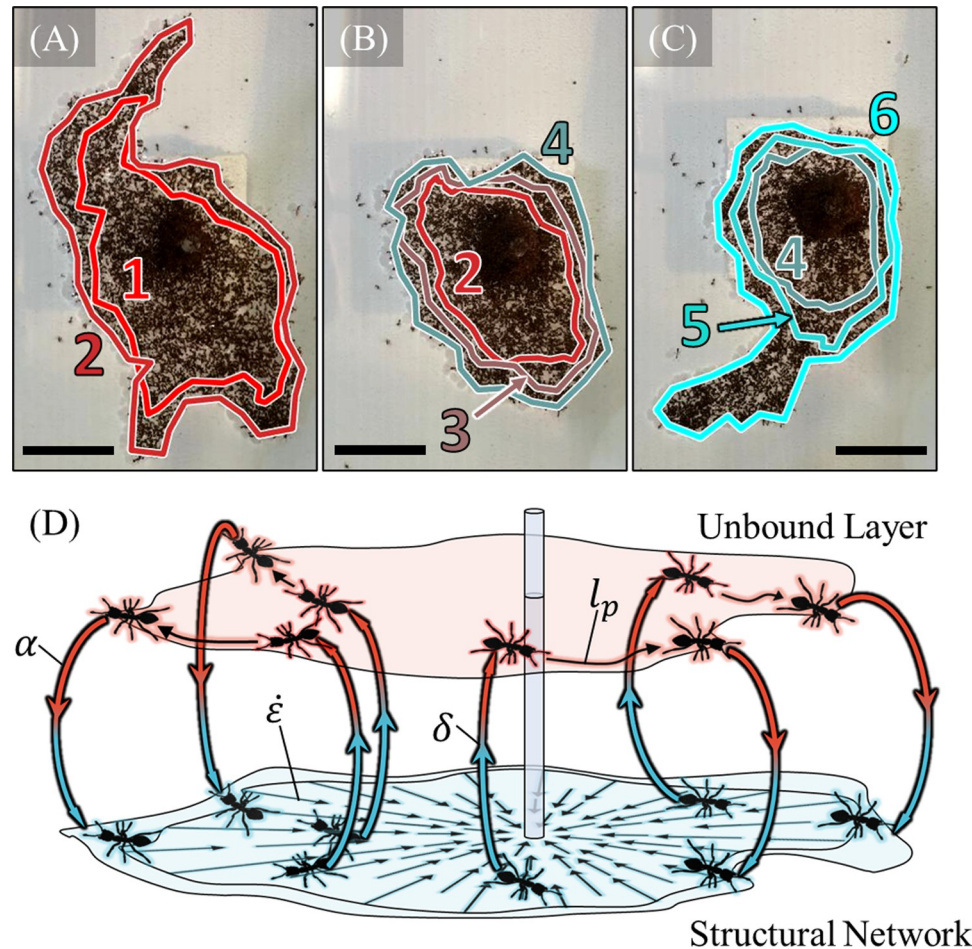 (A)
1
2
(B)
4
2
3
(C)
6
4
5
(D)
Unbound Layer
l_p
α
ε̇
δ
Structural Network